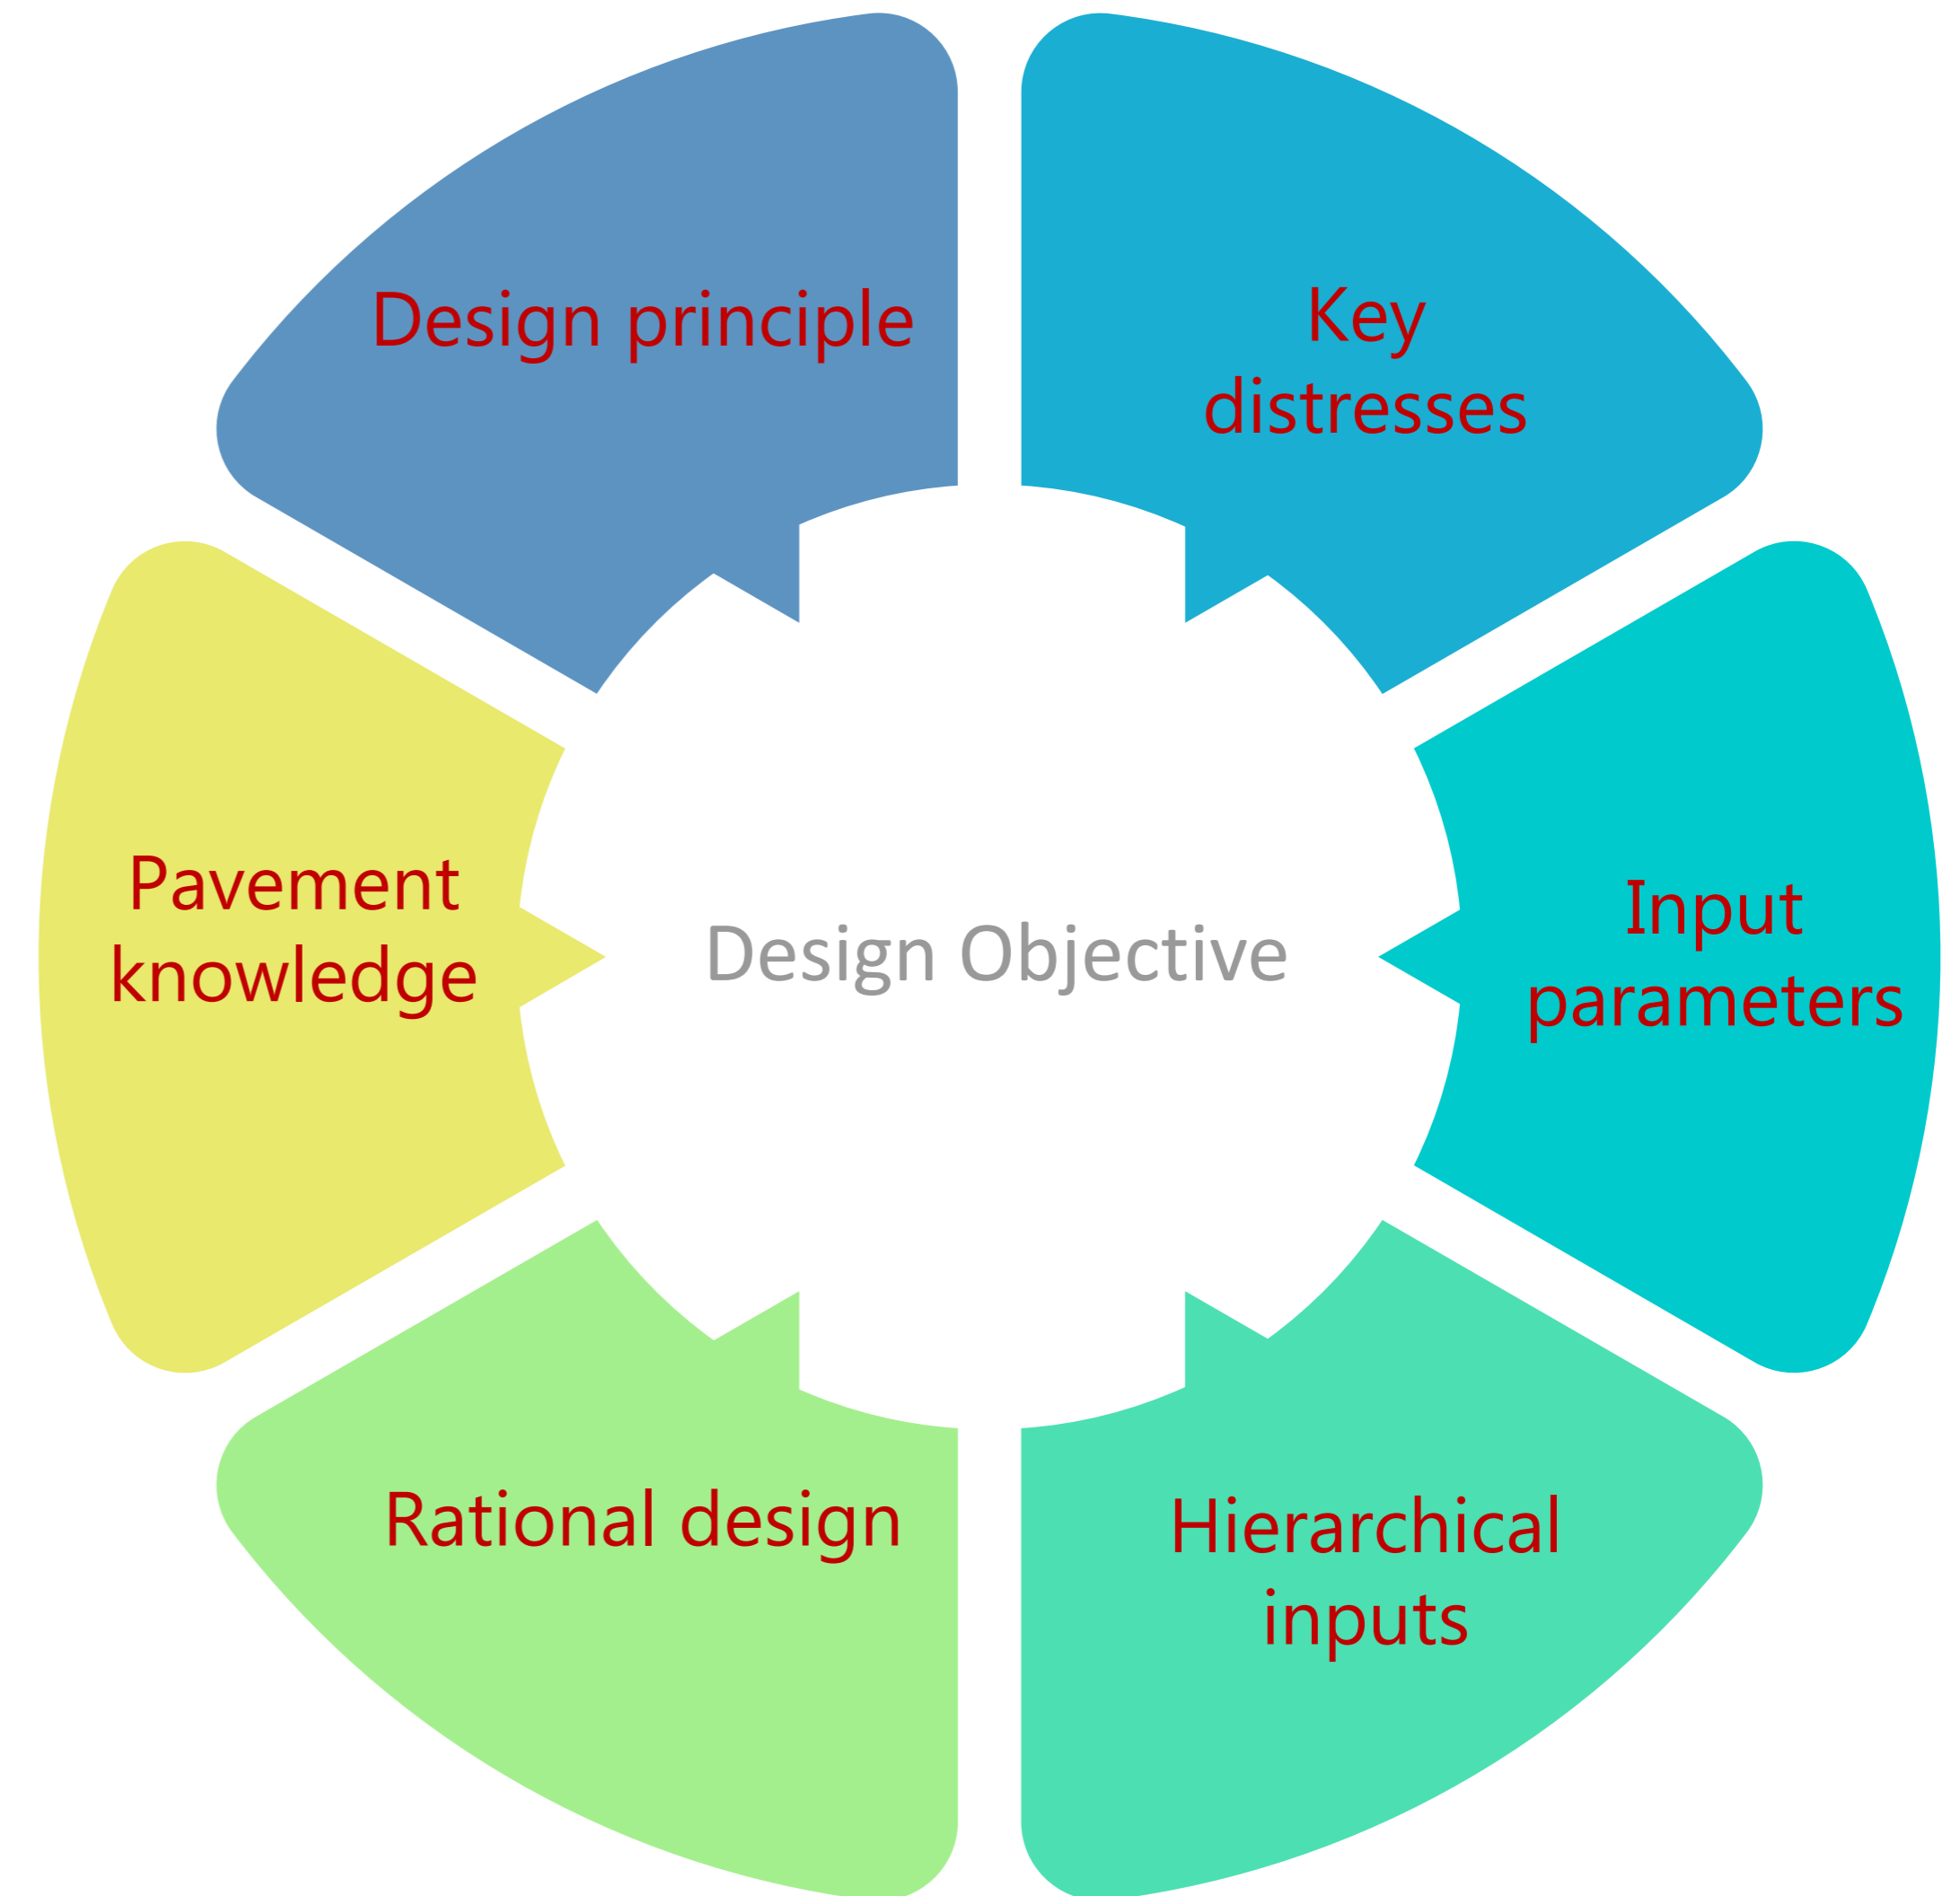 Design principle
Key
distresses
Pavement
knowledge
Design Objective
Input
parameters
Rational design
Hierarchical
inputs